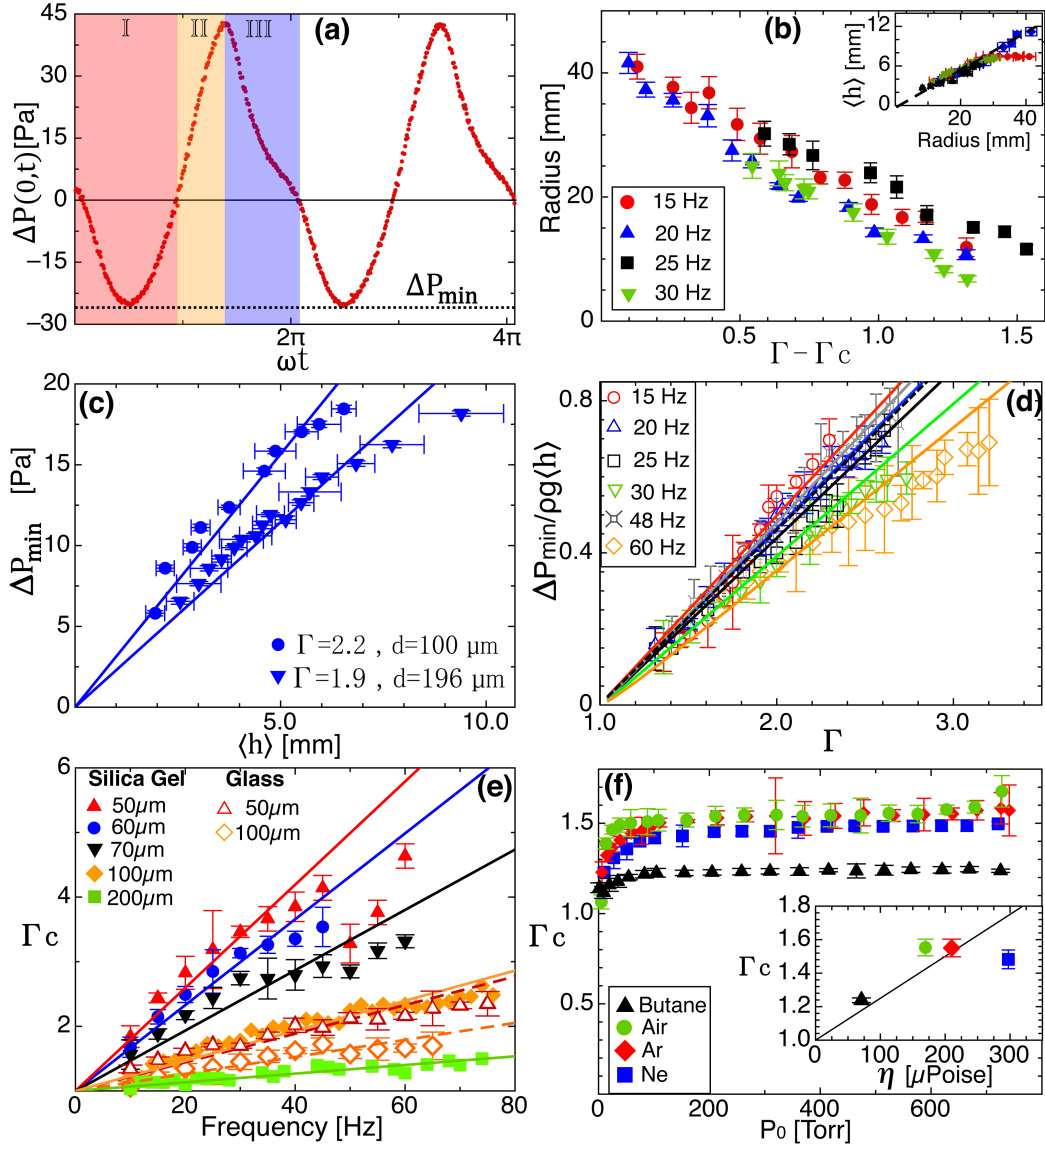 (a)
𝕀
𝕀𝕀
𝕀𝕀𝕀
45
30
15
0
−15
−30
ΔP(0,t)[Pa]
ΔPmin
2π
4π
ωt
(b)
40
20
0
Radius [mm]
15 Hz
20 Hz
25 Hz
30 Hz
0.5
1.0
1.5
Γ−Γc
12
8
4
0
⟨h⟩ [mm]
20
40
Radius [mm]
(c)
20
15
10
5
0
ΔPmin [Pa]
Γ=2.2 , d=100 µm
Γ=1.9 , d=196 µm
5.0
10.0
⟨h⟩ [mm]
(d)
0.8
0.4
0
ΔPmin/ρg⟨h⟩
15 Hz
20 Hz
25 Hz
30 Hz
48 Hz
60 Hz
1.0
2.0
3.0
Γ
(e)
6
4
2
Γc
Silica Gel
50µm
60µm
70µm
100µm
200µm
Glass
50µm
100µm
0
20
40
60
80
Frequency [Hz]
(f)
1.5
1.0
0.5
Γc
Butane
Air
Ar
Ne
0
200
400
600
P₀ [Torr]
1.8
1.6
1.4
1.2
1.0
Γc
0
100
200
300
η [µPoise]